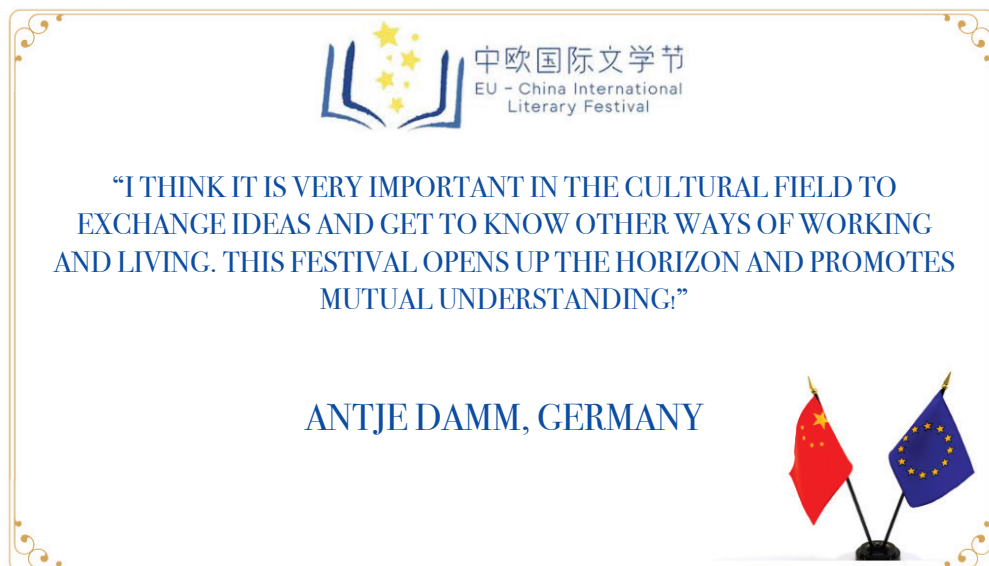 中欧国际文学节
EU - China International
Literary Festival
“I THINK IT IS VERY IMPORTANT IN THE CULTURAL FIELD TO
EXCHANGE IDEAS AND GET TO KNOW OTHER WAYS OF WORKING
AND LIVING. THIS FESTIVAL OPENS UP THE HORIZON AND PROMOTES
MUTUAL UNDERSTANDING!”
ANTJE DAMM, GERMANY